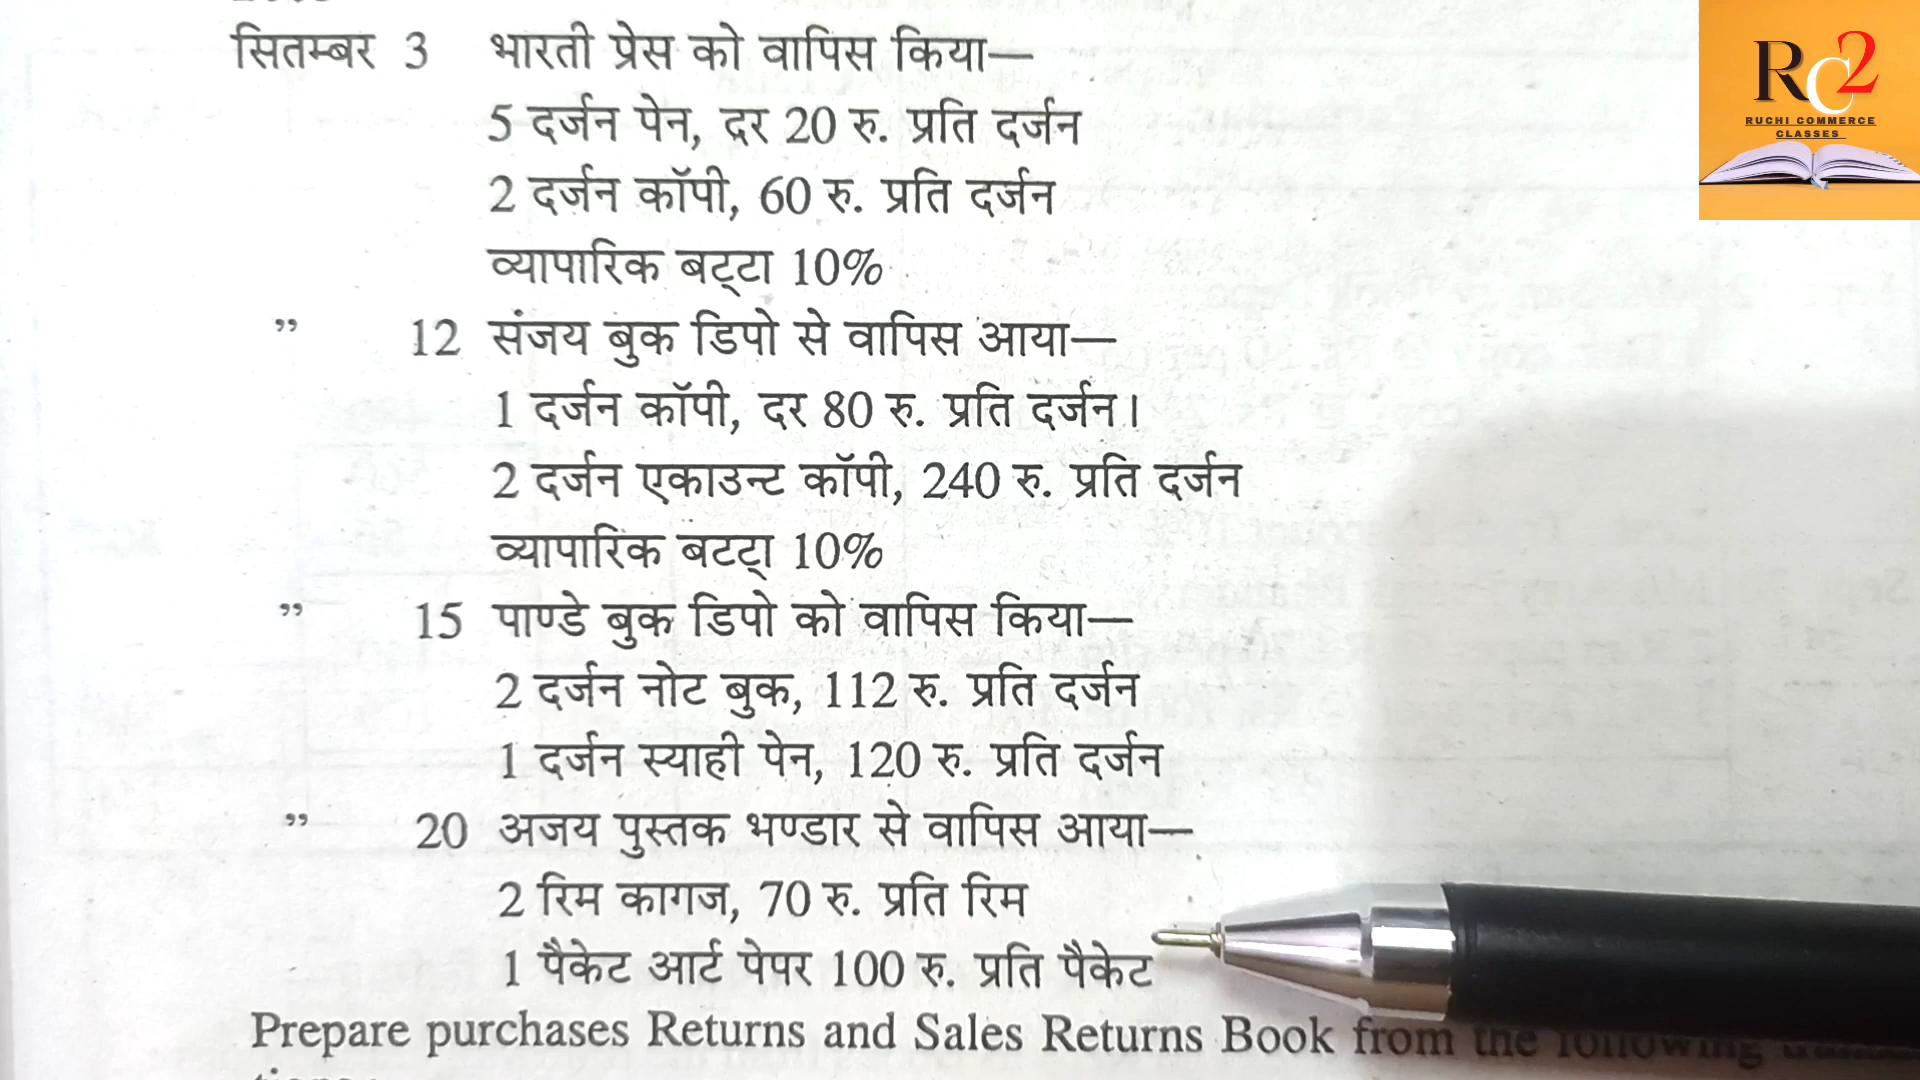 सितम्बर 3 भारती प्रेस को वापिस किया—
5 दर्जन पेन, दर 20 रु. प्रति दर्जन
2 दर्जन कॉपी, 60 रु. प्रति दर्जन
व्यापारिक बट्‌टा 10%
” 12 संजय बुक डिपो से वापिस आया—
1 दर्जन कॉपी, दर 80 रु. प्रति दर्जन।
2 दर्जन एकाउन्ट कॉपी, 240 रु. प्रति दर्जन
व्यापारिक बटट्ा 10%
” 15 पाण्डे बुक डिपो को वापिस किया—
2 दर्जन नोट बुक, 112 रु. प्रति दर्जन
1 दर्जन स्याही पेन, 120 रु. प्रति दर्जन
” 20 अजय पुस्तक भण्डार से वापिस आया—
2 रिम कागज, 70 रु. प्रति रिम
1 पैकेट आर्ट पेपर 100 रु. प्रति पैकेट
Prepare purchases Returns and Sales Returns Book from the following
RC2
RUCHI COMMERCE
CLASSES